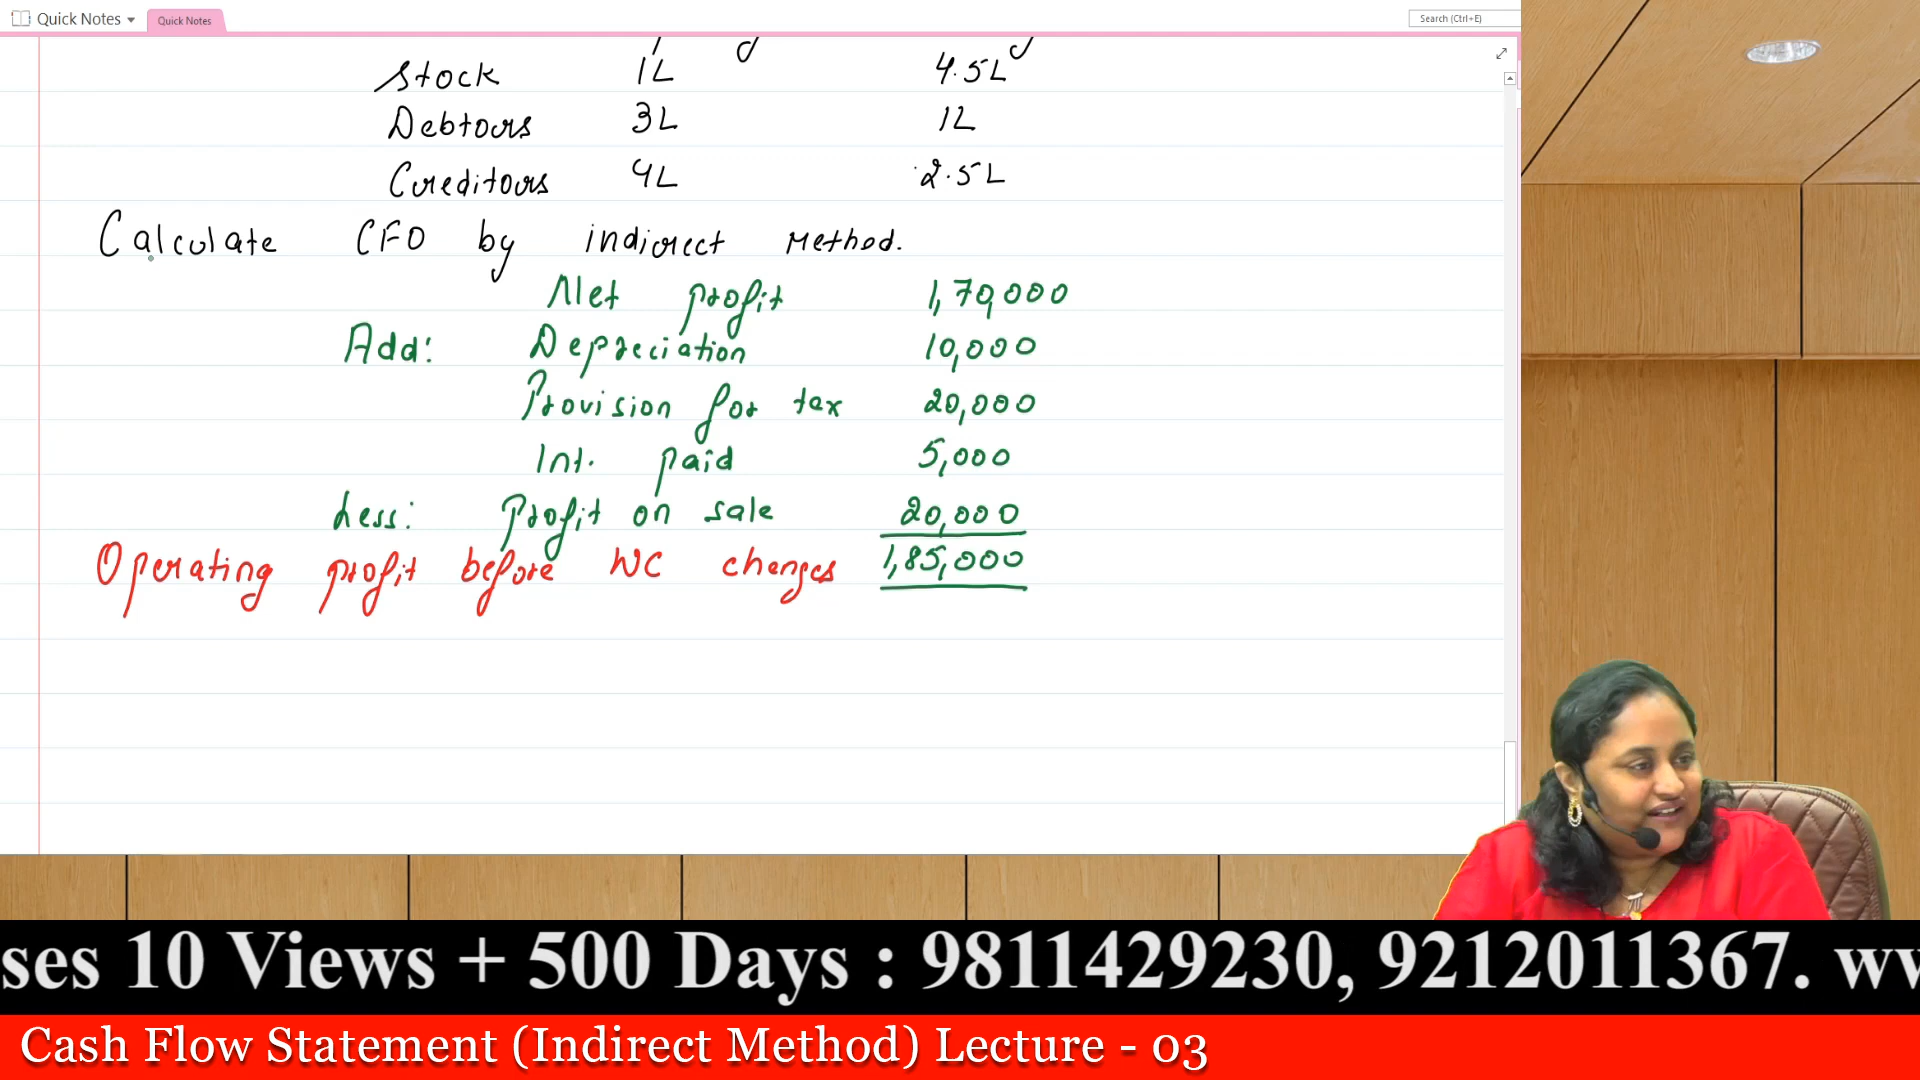 Quick Notes
Quick Notes
Search (Ctrl+E)
Stock 1L 4.5L
Debtors 3L 1L
Creditors 4L 2.5L
Calculate CFO by indirect Method.
Net profit 1,70,000
Add: Depreciation 10,000
Provision for tax 20,000
Int. paid 5,000
Less: Profit on sale 20,000
Operating profit before WC changes 1,85,000
ses 10 Views + 500 Days : 9811429230, 9212011367. ww
Cash Flow Statement (Indirect Method) Lecture - 03